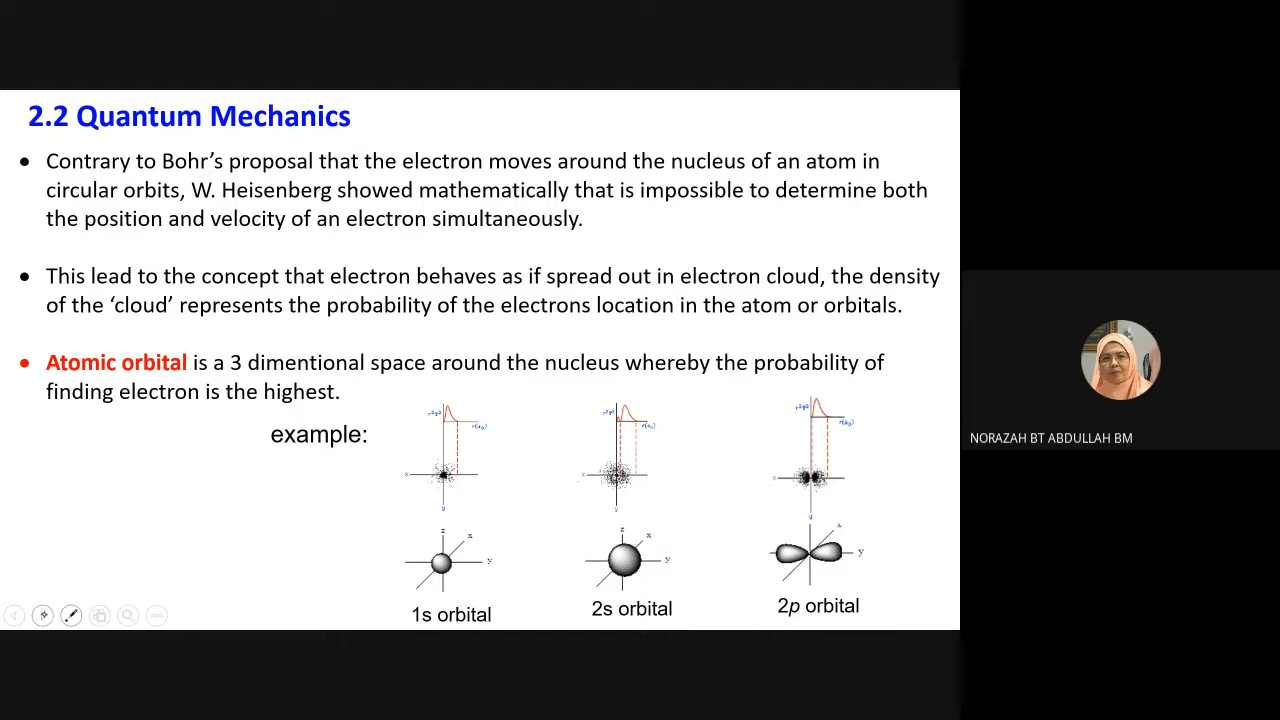 2.2 Quantum Mechanics
• Contrary to Bohr's proposal that the electron moves around the nucleus of an atom in
circular orbits, W. Heisenberg showed mathematically that is impossible to determine both
the position and velocity of an electron simultaneously.
• This lead to the concept that electron behaves as if spread out in electron cloud, the density
of the 'cloud' represents the probability of the electrons location in the atom or orbitals.
• Atomic orbital is a 3 dimentional space around the nucleus whereby the probability of
finding electron is the highest.
example:
r(a₀) r(a₀) r(a₀)
x x x
y y y
z x y
z x y
x y
1s orbital
2s orbital
2p orbital
NORAZAH BT ABDULLAH BM